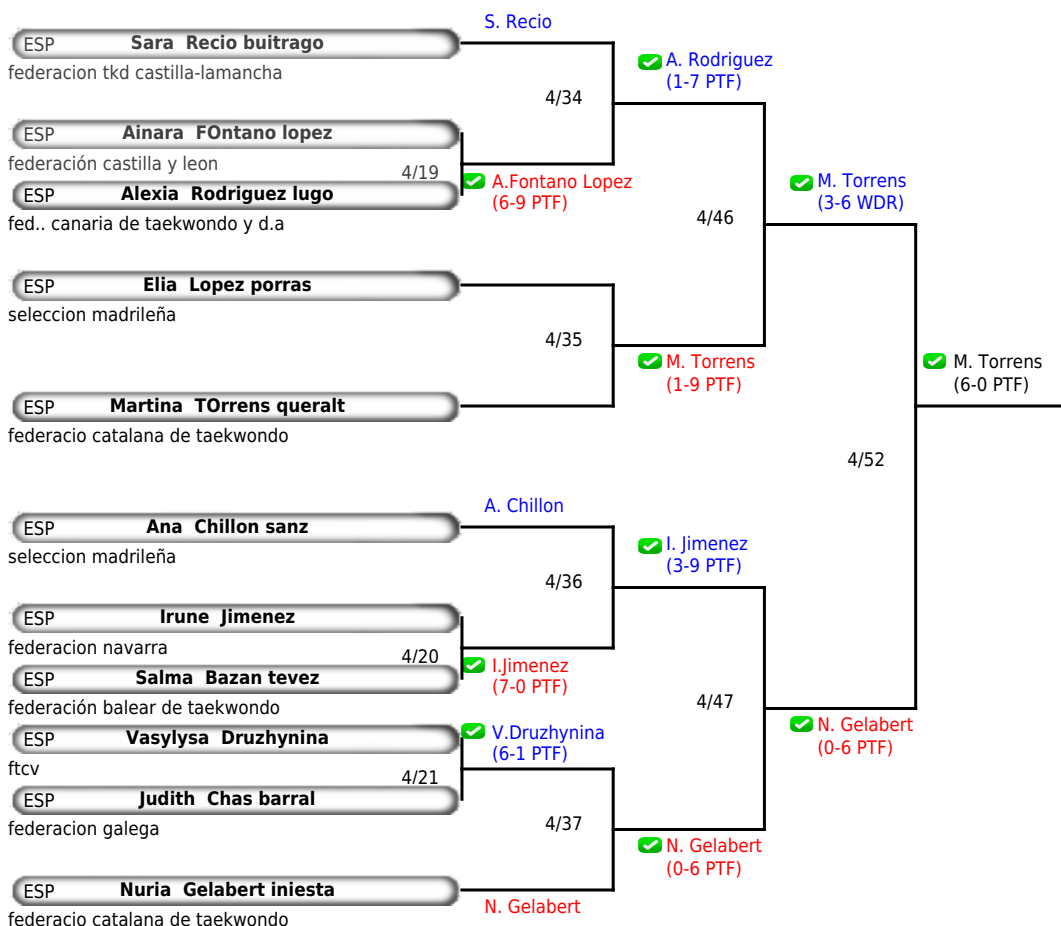 S. Recio
ESP Sara Recio buitrago
federacion tkd castilla-lamancha
A. Rodriguez
(1-7 PTF)
4/34
ESP Ainara FOntano lopez
federación castilla y leon
4/19
A.Fontano Lopez
(6-9 PTF)
ESP Alexia Rodriguez lugo
fed.. canaria de taekwondo y d.a
M. Torrens
(3-6 WDR)
4/46
ESP Elia Lopez porras
seleccion madrileña
4/35
M. Torrens
(1-9 PTF)
M. Torrens
(6-0 PTF)
ESP Martina TOrrens queralt
federacio catalana de taekwondo
4/52
A. Chillon
ESP Ana Chillon sanz
seleccion madrileña
I. Jimenez
(3-9 PTF)
4/36
ESP Irune Jimenez
federacion navarra
4/20
I.Jimenez
(7-0 PTF)
ESP Salma Bazan tevez
federación balear de taekwondo
4/47
ESP Vasylysa Druzhynina
ftcv
V.Druzhynina
(6-1 PTF)
N. Gelabert
(0-6 PTF)
4/21
ESP Judith Chas barral
federacion galega
4/37
N. Gelabert
(0-6 PTF)
ESP Nuria Gelabert iniesta
federacio catalana de taekwondo
N. Gelabert